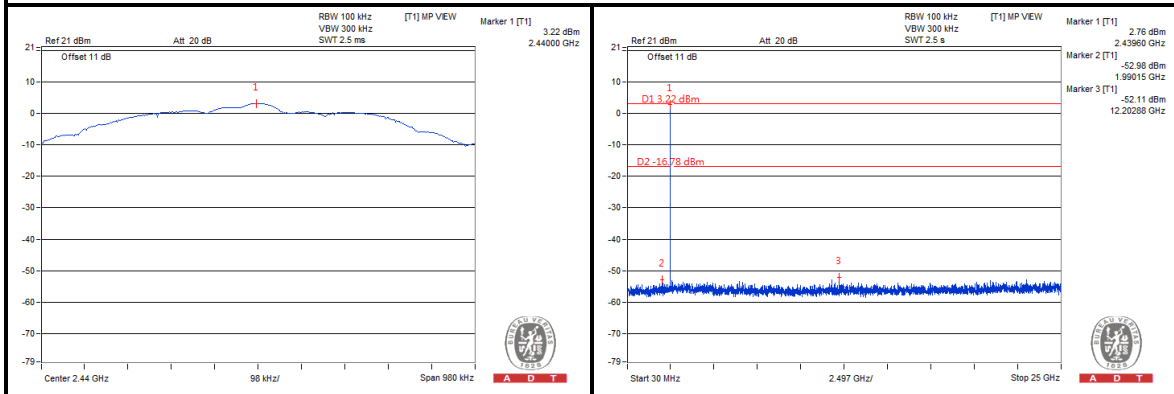 RBW 100 kHz [T1] MP VIEW
VBW 300 kHz
Ref 21 dBm Att 20 dB SWT 2.5 ms
Marker 1 [T1]
3.22 dBm
2.44000 GHz
21
Offset 11 dB
10
1
0
-10
-20
-30
-40
-50
-60
-70
-79
Center 2.44 GHz 98 kHz/ Span 980 kHz
BUREAU VERITAS
1828
A D T
RBW 100 kHz [T1] MP VIEW
VBW 300 kHz
Ref 21 dBm Att 20 dB SWT 2.5 s
Marker 1 [T1]
2.76 dBm
2.43960 GHz
Marker 2 [T1]
-52.98 dBm
1.99015 GHz
Marker 3 [T1]
-52.11 dBm
12.20288 GHz
21
Offset 11 dB
10
1
D1 3.22 dBm
0
-10
D2 -16.78 dBm
-20
-30
-40
-50
2
3
-60
-70
-79
Start 30 MHz 2.497 GHz/ Stop 25 GHz
BUREAU VERITAS
1828
A D T